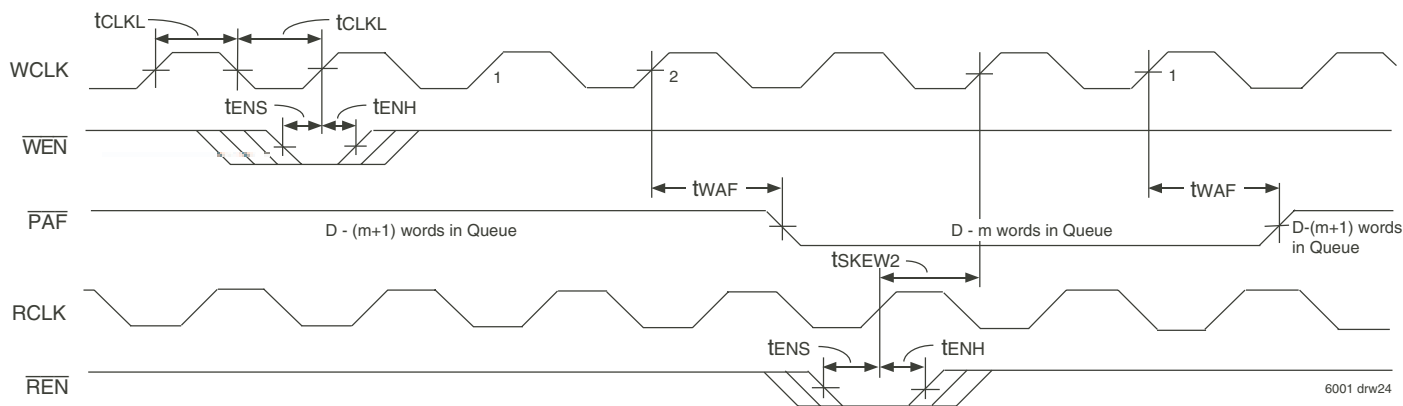 tCLKL tCLKL
WCLK 1 2 1
tENS tENH
WEN
tWAF tWAF
PAF
D - (m+1) words in Queue D - m words in Queue D-(m+1) words
in Queue
tSKEW2
RCLK
tENS tENH
REN
6001 drw24